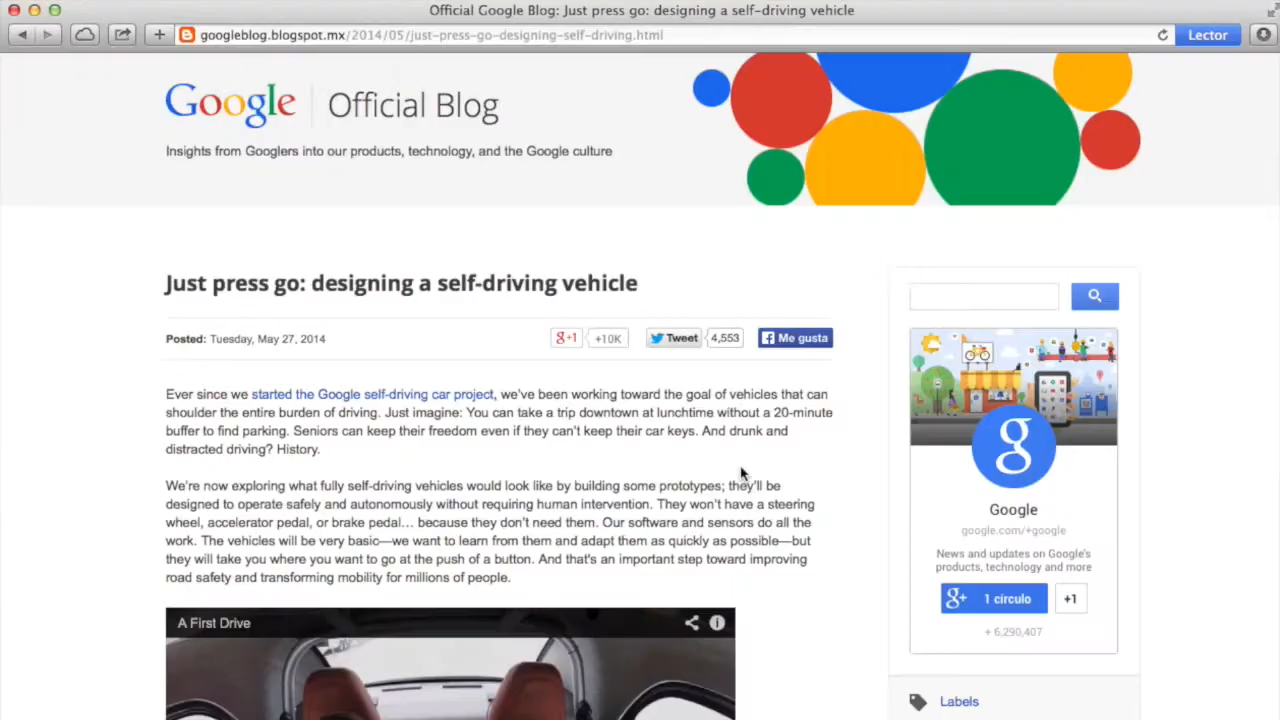 Official Google Blog: Just press go: designing a self-driving vehicle
googleblog.blogspot.mx/2014/05/just-press-go-designing-self-driving.html
Lector
Google Official Blog
Insights from Googlers into our products, technology, and the Google culture
Just press go: designing a self-driving vehicle
Posted: Tuesday, May 27, 2014
g+1 +10K Tweet 4,553 Me gusta
Ever since we started the Google self-driving car project, we've been working toward the goal of vehicles that can
shoulder the entire burden of driving. Just imagine: You can take a trip downtown at lunchtime without a 20-minute
buffer to find parking. Seniors can keep their freedom even if they can't keep their car keys. And drunk and
distracted driving? History.
We're now exploring what fully self-driving vehicles would look like by building some prototypes; they'll be
designed to operate safely and autonomously without requiring human intervention. They won't have a steering
wheel, accelerator pedal, or brake pedal… because they don't need them. Our software and sensors do all the
work. The vehicles will be very basic—we want to learn from them and adapt them as quickly as possible—but
they will take you where you want to go at the push of a button. And that's an important step toward improving
road safety and transforming mobility for millions of people.
A First Drive
g
Google
google.com/+google
News and updates on Google's
products, technology and more
g+ 1 círculo +1
+ 6,290,407
Labels